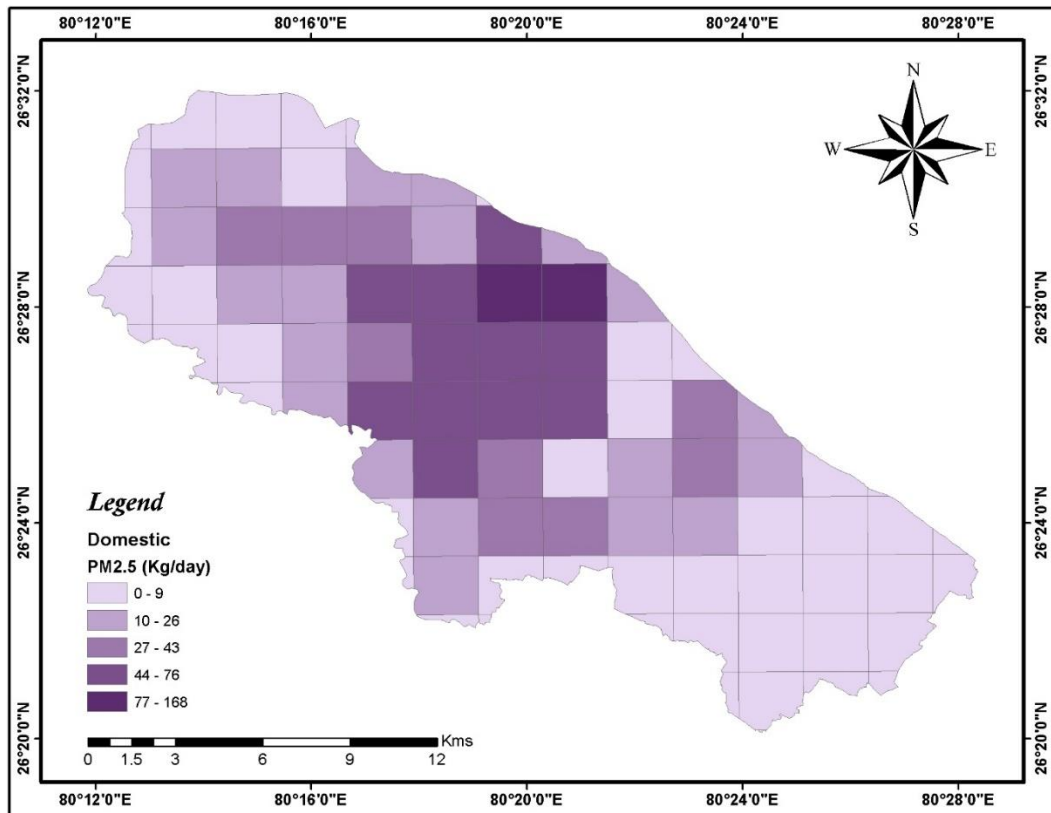 80°12'0"E 80°16'0"E 80°20'0"E 80°24'0"E 80°28'0"E
26°32'0"N
26°32'0"N
N
W E
S
26°28'0"N
26°28'0"N
26°24'0"N
26°24'0"N
Legend
Domestic
PM2.5 (Kg/day)
0 - 9
10 - 26
27 - 43
44 - 76
77 - 168
Kms
0 1.5 3 6 9 12
26°20'0"N
26°20'0"N
80°12'0"E 80°16'0"E 80°20'0"E 80°24'0"E 80°28'0"E